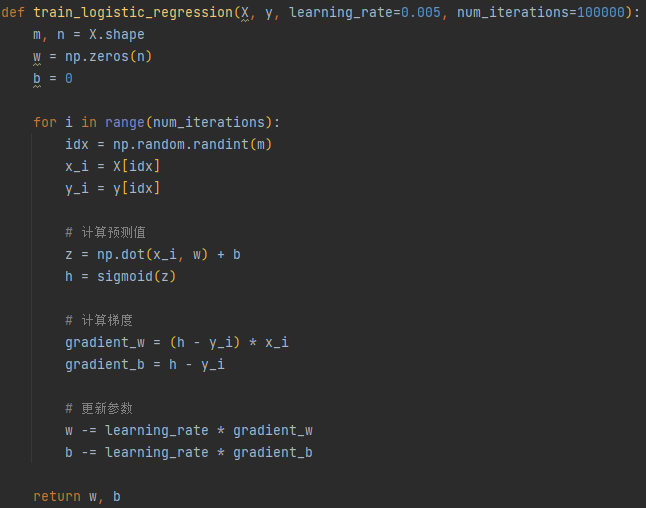 def train_logistic_regression(X, y, learning_rate=0.005, num_iterations=100000):
    m, n = X.shape
    w = np.zeros(n)
    b = 0

    for i in range(num_iterations):
        idx = np.random.randint(m)
        x_i = X[idx]
        y_i = y[idx]

        # 计算预测值
        z = np.dot(x_i, w) + b
        h = sigmoid(z)

        # 计算梯度
        gradient_w = (h - y_i) * x_i
        gradient_b = h - y_i

        # 更新参数
        w -= learning_rate * gradient_w
        b -= learning_rate * gradient_b

    return w, b